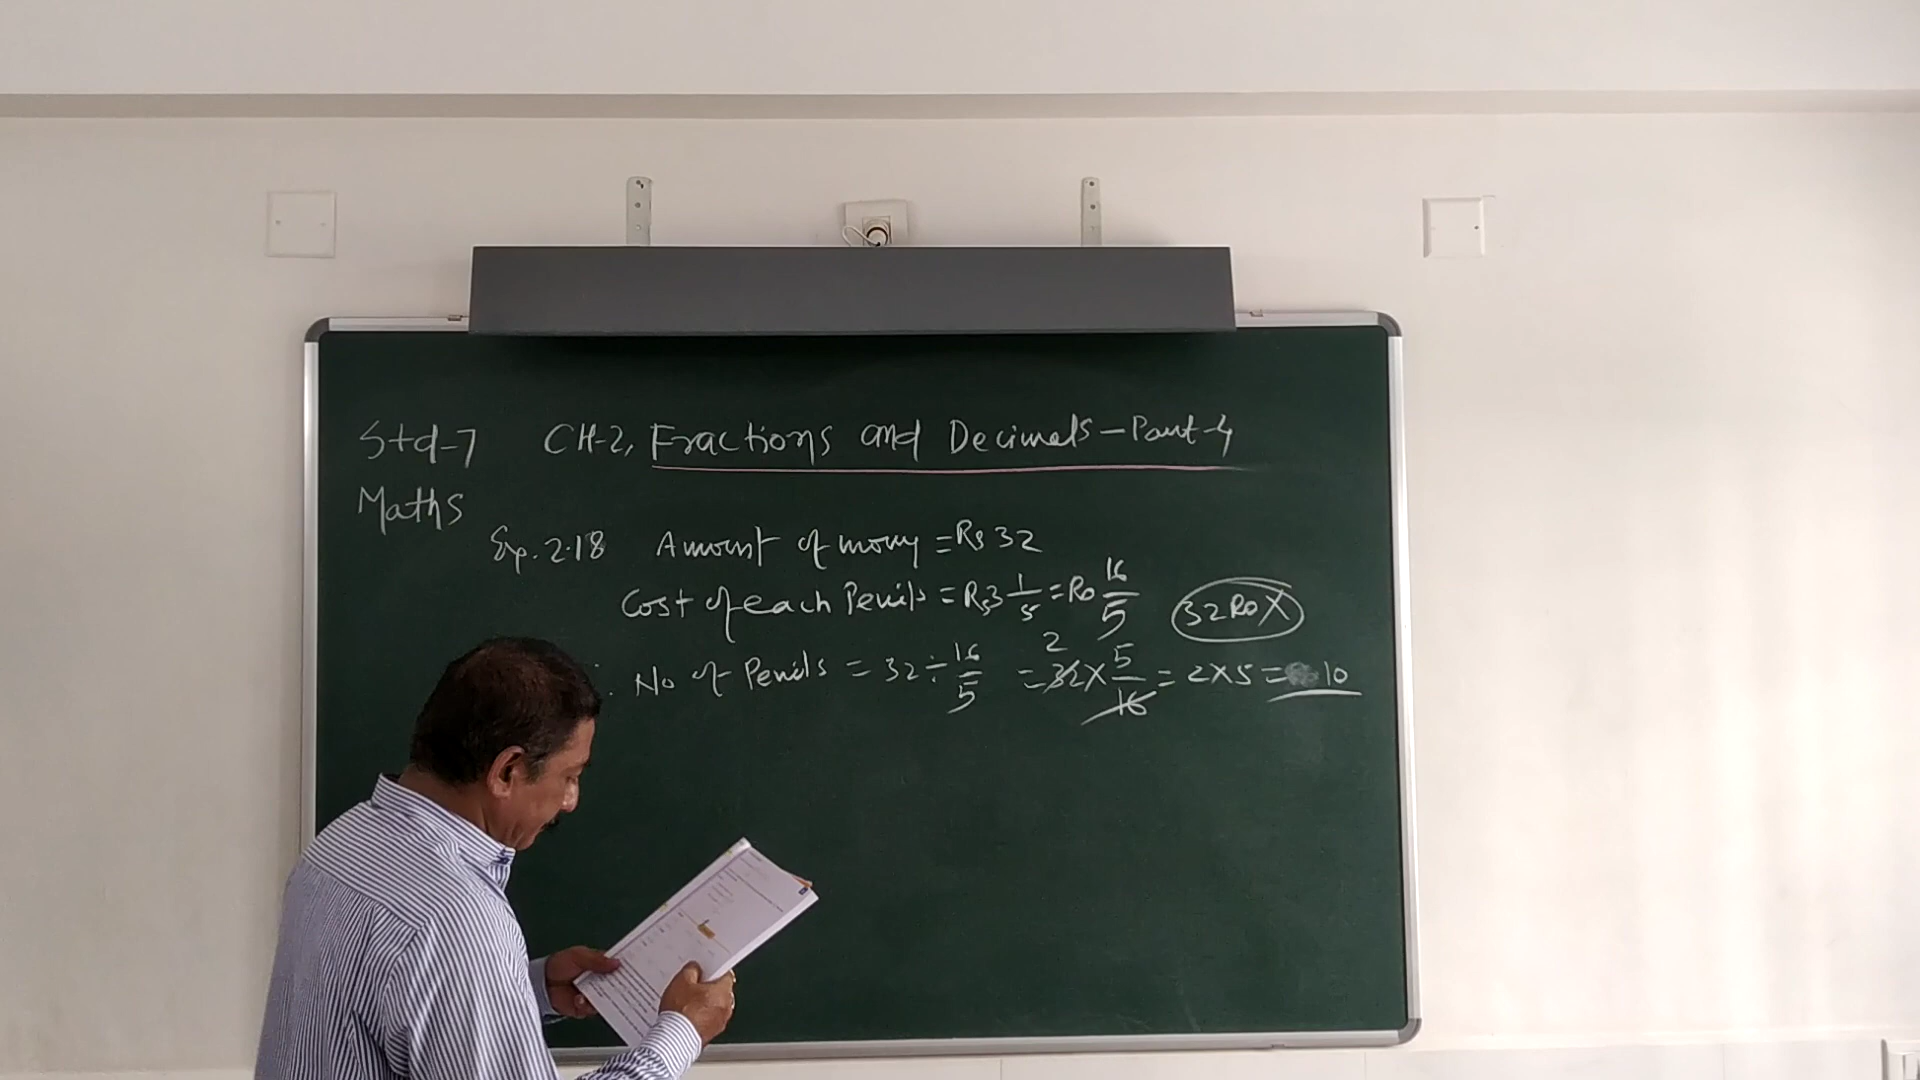 Std-7 CH-2, Fractions and Decimals-Part-4
Maths
Exp. 2.18 Amount of money = Rs 32
Cost of each Pencils = Rs 3 1/5 = Rs 16/5 32 Rs X
∴ No of Pencils = 32 ÷ 16/5 = 2 32 × 5/16 = 2 × 5 = 10